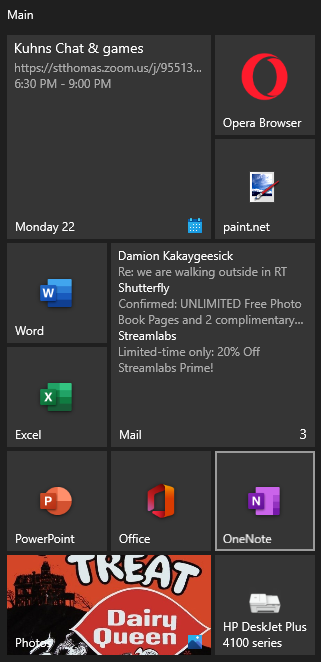 Main
Kuhns Chat & games
https://stthomas.zoom.us/j/95513...
6:30 PM - 9:00 PM
Monday 22
Opera Browser
paint.net
Word
Damion Kakaygeesick
Re: we are walking outside in RT
Shutterfly
Confirmed: UNLIMITED Free Photo
Book Pages and 2 complimentary...
Streamlabs
Limited-time only: 20% Off
Streamlabs Prime!
Mail 3
Excel
PowerPoint
Office
OneNote
TREAT
Dairy
Queen
Photos
HP DeskJet Plus
4100 series